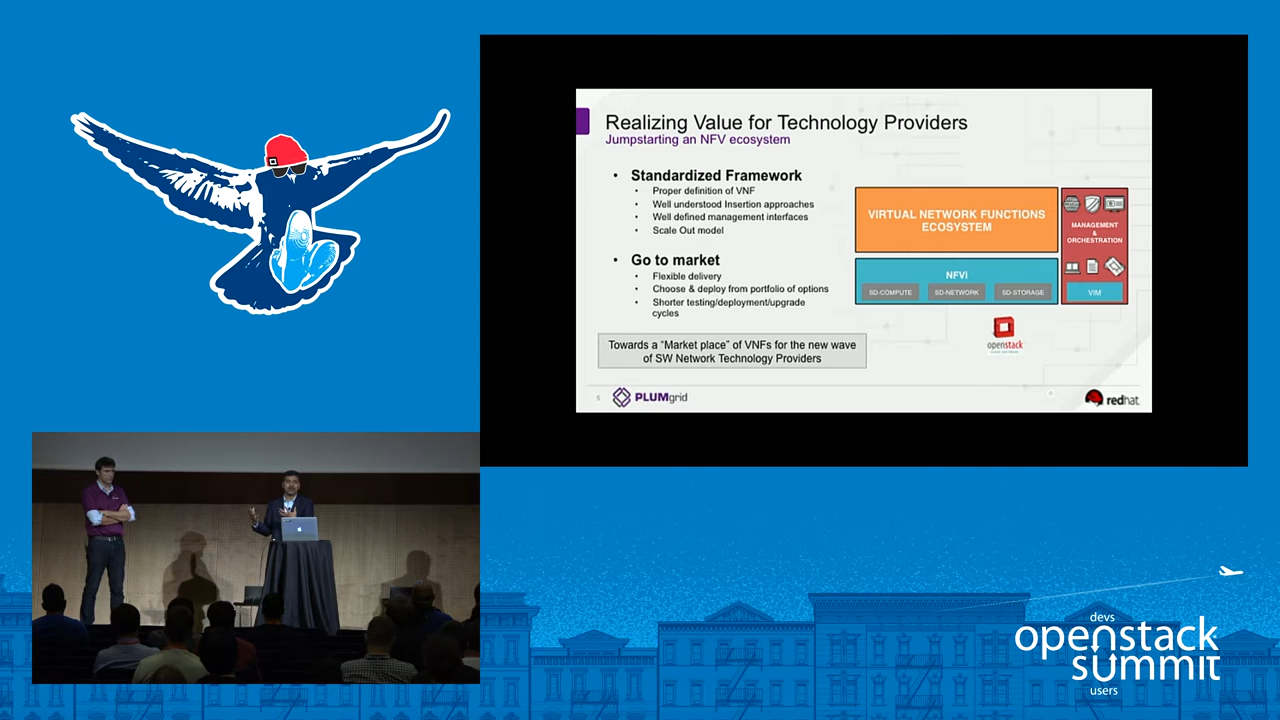 Realizing Value for Technology Providers
Jumpstarting an NFV ecosystem
• Standardized Framework
• Proper definition of VNF
• Well understood Insertion approaches
• Well defined management interfaces
• Scale Out model
• Go to market
• Flexible delivery
• Choose & deploy from portfolio of options
• Shorter testing/deployment/upgrade
cycles
Towards a “Market place” of VNFs for the new wave
of SW Network Technology Providers
VIRTUAL NETWORK FUNCTIONS
ECOSYSTEM
NFVI
SD-COMPUTE
SD-NETWORK
SD-STORAGE
MANAGEMENT
&
ORCHESTRATION
VIM
openstack
5
PLUMgrid
redhat.
devs
openstack
summit
users